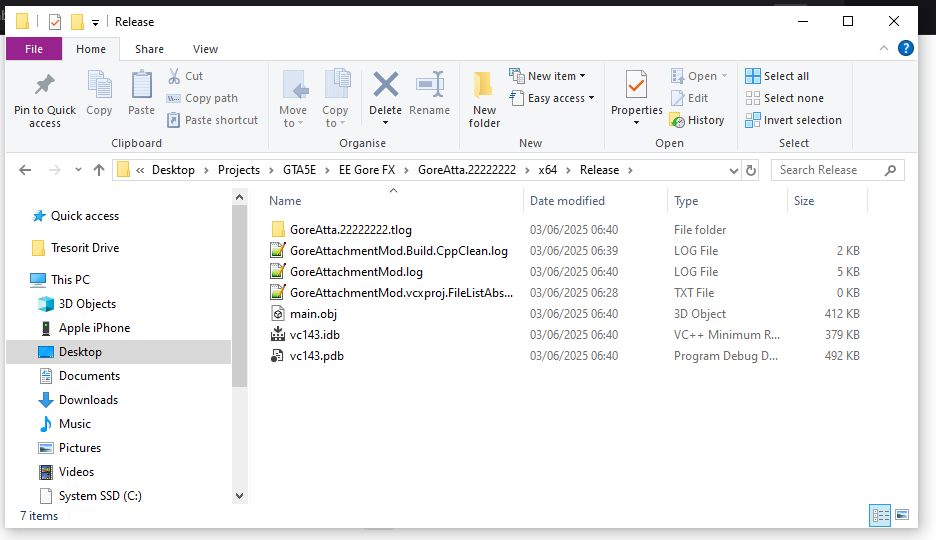 Release
File Home Share View
Pin to Quick access
Copy
Paste
Cut
Copy path
Paste shortcut
Clipboard
Move to
Copy to
Delete
Rename
Organise
New folder
New item
Easy access
New
Properties
Open
Edit
History
Open
Select all
Select none
Invert selection
Select
« Desktop > Projects > GTA5E > EE Gore FX > GoreAtta.22222222 > x64 > Release >
Search Release
Quick access
Tresorit Drive
This PC
3D Objects
Apple iPhone
Desktop
Documents
Downloads
Music
Pictures
Videos
System SSD (C:)
Name Date modified Type Size
GoreAtta.22222222.tlog 03/06/2025 06:40 File folder
GoreAttachmentMod.Build.CppClean.log 03/06/2025 06:39 LOG File 2 KB
GoreAttachmentMod.log 03/06/2025 06:40 LOG File 5 KB
GoreAttachmentMod.vcxproj.FileListAbs... 03/06/2025 06:28 TXT File 0 KB
main.obj 03/06/2025 06:40 3D Object 412 KB
vc143.idb 03/06/2025 06:40 VC++ Minimum R... 379 KB
vc143.pdb 03/06/2025 06:40 Program Debug D... 492 KB
7 items